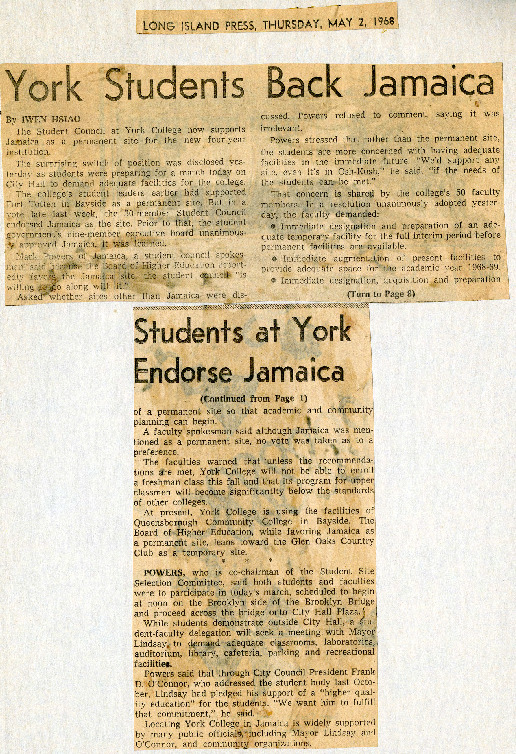 LONG ISLAND PRESS, THURSDAY, MAY 2, 1968
York Students Back Jamaica
By IWEN HSIAO
The Student Council at York College now supports
Jamaica as a permanent site for the new four-year
institution.
The surprising switch of position was disclosed yes-
terday as students were preparing for a march today on
City Hall to demand adequate facilities for the college.
The college's student leaders earlier had supported
Fort Totten in Bayside as a permanent site. But in a
vote late last week, the 30-member Student Council
endorsed Jamaica as the site. Prior to that, the student
government's nine-member executive board unanimous-
ly approved Jamaica, it was learned.
Mark Powers of Jamaica, a student council spokes-
man, said because the Board of Higher Education report-
edly favors the Jamaica site, the student council "is
willing to go along with it."
Asked whether sites other than Jamaica were dis-
cussed, Powers refused to comment, saying it was
irrelevant.
Powers stressed that rather than the permanent site,
the students are more concerned with having adequate
facilities in the immediate future. "We'd support any
site, even it's in Can-Kush," he said, "if the needs of
the students can be met."
That concern is shared by the college's 50 faculty
members. In a resolution unanimously adopted yester-
day, the faculty demanded:
• Immediate designation and preparation of an ade-
quate temporary facility for the full interim period before
permanent facilities are available.
• Immediate augmentation of present facilities to
provide adequate space for the academic year 1968-69.
• Immediate designation, acquisition and preparation
(Turn to Page 8)
Students at York
Endorse Jamaica
(Continued from Page 1)
of a permanent site so that academic and community
planning can begin.
A faculty spokesman said although Jamaica was men-
tioned as a permanent site, no vote was taken as to a
preference.
The faculties warned that unless the recommenda-
tions are met, York College will not be able to enroll
a freshman class this fall and that its program for upper
classmen will become significantly below the standards
of other colleges.
At present, York College is using the facilities of
Queensborough Community College in Bayside. The
Board of Higher Education, while favoring Jamaica as
a permanent site, leans toward the Glen Oaks Country
Club as a temporary site.
* * *
POWERS, who is co-chairman of the Student Site
Selection Committee, said both students and faculties
were to participate in today's march, scheduled to begin
at noon on the Brooklyn side of the Brooklyn Bridge
and proceed across the bridge onto City Hall Plaza.
While students demonstrate outside City Hall, a stu-
dent-faculty delegation will seek a meeting with Mayor
Lindsay, to demand adequate classrooms, laboratories,
auditorium, library, cafeteria, parking and recreational
facilities.
Powers said that through City Council President Frank
D. O'Connor, who addressed the student body last Octo-
ber, Lindsay had pledged his support of a "higher qual-
ity education" for the students. "We want him to fulfill
that commitment," he said.
Locating York College in Jamaica is widely supported
by many public officials, including Mayor Lindsay and
O'Connor, and community organizations.